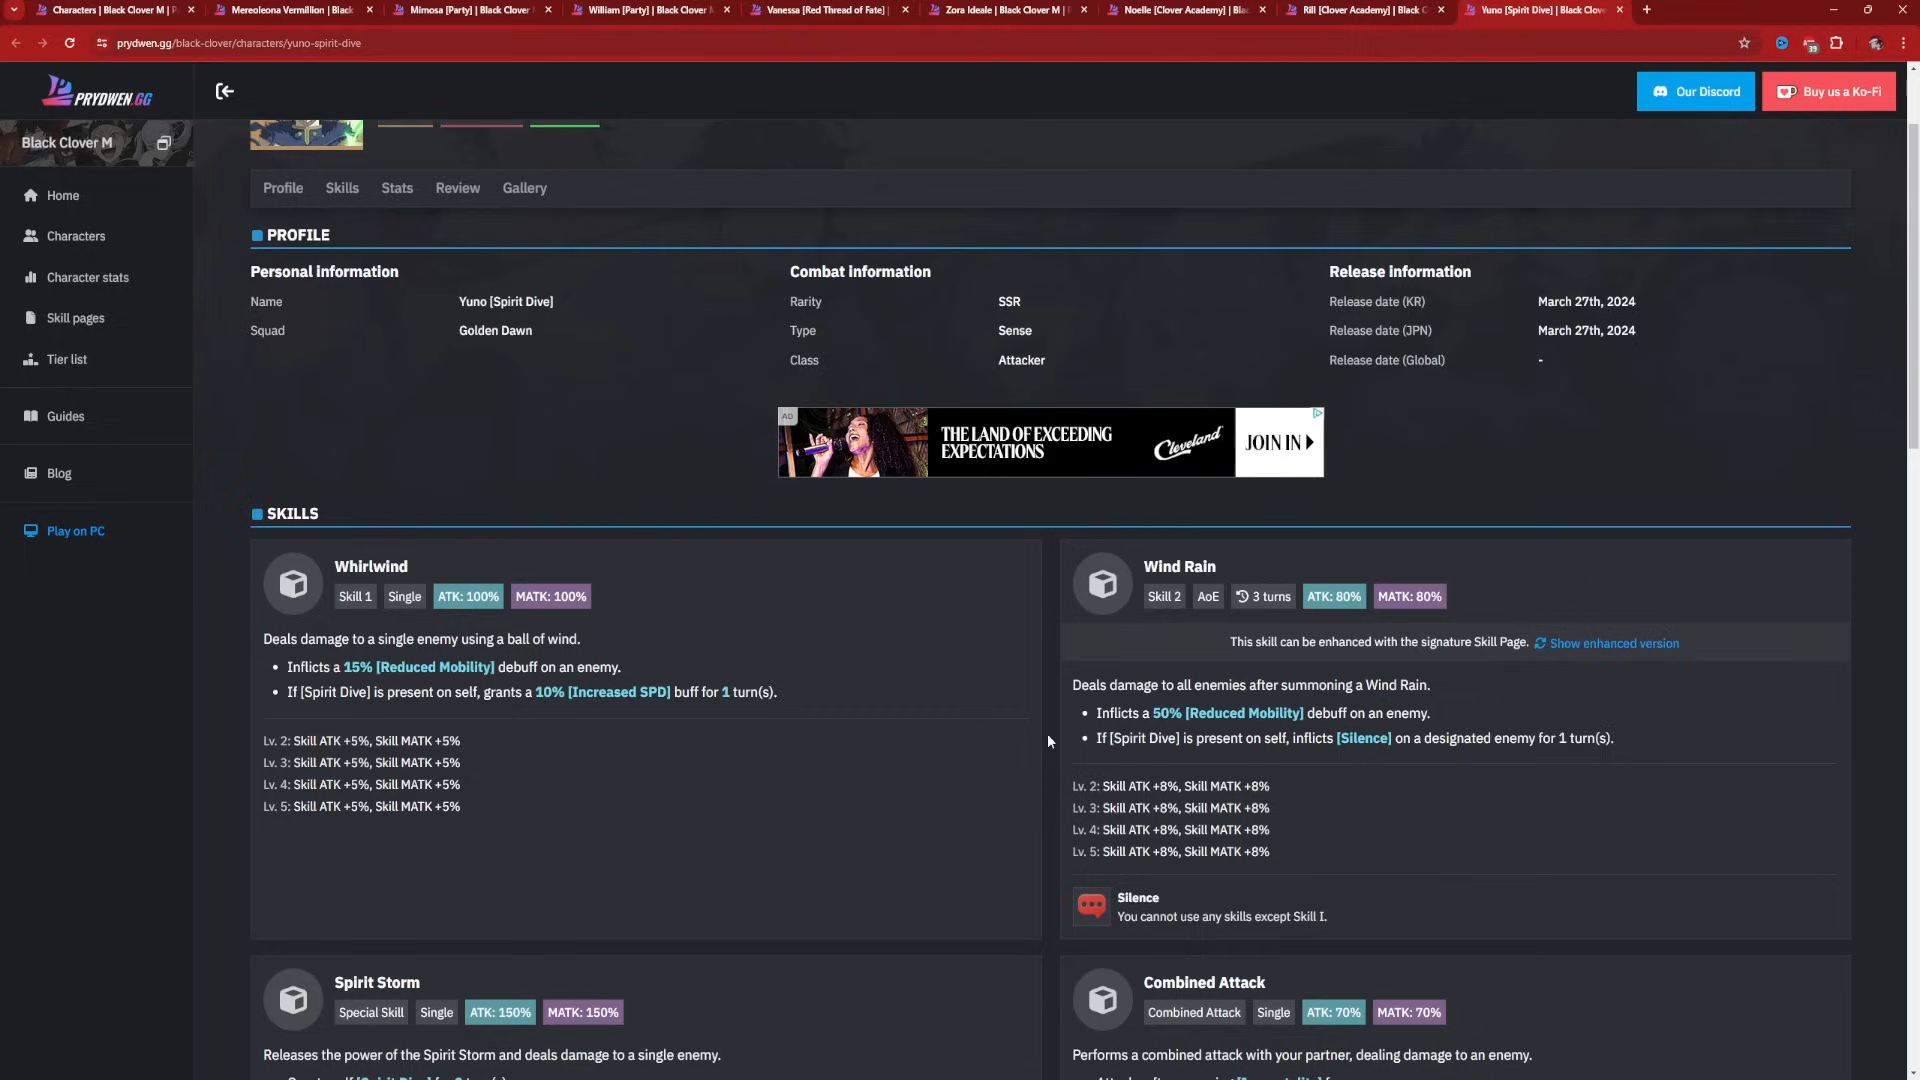 Characters | Black Clover M | P
Mereoleona Vermillion | Black
Mimosa [Party] | Black Clover
William [Party] | Black Clover
Vanessa [Red Thread of Fate] |
Zora Ideale | Black Clover M |
Noelle [Clover Academy] | Bla
Rill [Clover Academy] | Black C
Yuno [Spirit Dive] | Black Clove
prydwen.gg/black-clover/characters/yuno-spirit-dive
39
PRYDWEN.GG
Our Discord
Buy us a Ko-Fi
Black Clover M
Home
Characters
Character stats
Skill pages
Tier list
Guides
Blog
Play on PC
Profile Skills Stats Review Gallery
PROFILE
Personal information
Name Yuno [Spirit Dive]
Squad Golden Dawn
Combat information
Rarity SSR
Type Sense
Class Attacker
Release information
Release date (KR) March 27th, 2024
Release date (JPN) March 27th, 2024
Release date (Global) -
AD
THE LAND OF EXCEEDING
EXPECTATIONS
Cleveland
JOIN IN
SKILLS
Whirlwind
Skill 1 Single ATK: 100% MATK: 100%
Deals damage to a single enemy using a ball of wind.
• Inflicts a 15% [Reduced Mobility] debuff on an enemy.
• If [Spirit Dive] is present on self, grants a 10% [Increased SPD] buff for 1 turn(s).
Lv. 2: Skill ATK +5%, Skill MATK +5%
Lv. 3: Skill ATK +5%, Skill MATK +5%
Lv. 4: Skill ATK +5%, Skill MATK +5%
Lv. 5: Skill ATK +5%, Skill MATK +5%
Wind Rain
Skill 2 AoE 3 turns ATK: 80% MATK: 80%
This skill can be enhanced with the signature Skill Page. Show enhanced version
Deals damage to all enemies after summoning a Wind Rain.
• Inflicts a 50% [Reduced Mobility] debuff on an enemy.
• If [Spirit Dive] is present on self, inflicts [Silence] on a designated enemy for 1 turn(s).
Lv. 2: Skill ATK +8%, Skill MATK +8%
Lv. 3: Skill ATK +8%, Skill MATK +8%
Lv. 4: Skill ATK +8%, Skill MATK +8%
Lv. 5: Skill ATK +8%, Skill MATK +8%
Silence
You cannot use any skills except Skill I.
Spirit Storm
Special Skill Single ATK: 150% MATK: 150%
Releases the power of the Spirit Storm and deals damage to a single enemy.
Combined Attack
Combined Attack Single ATK: 70% MATK: 70%
Performs a combined attack with your partner, dealing damage to an enemy.